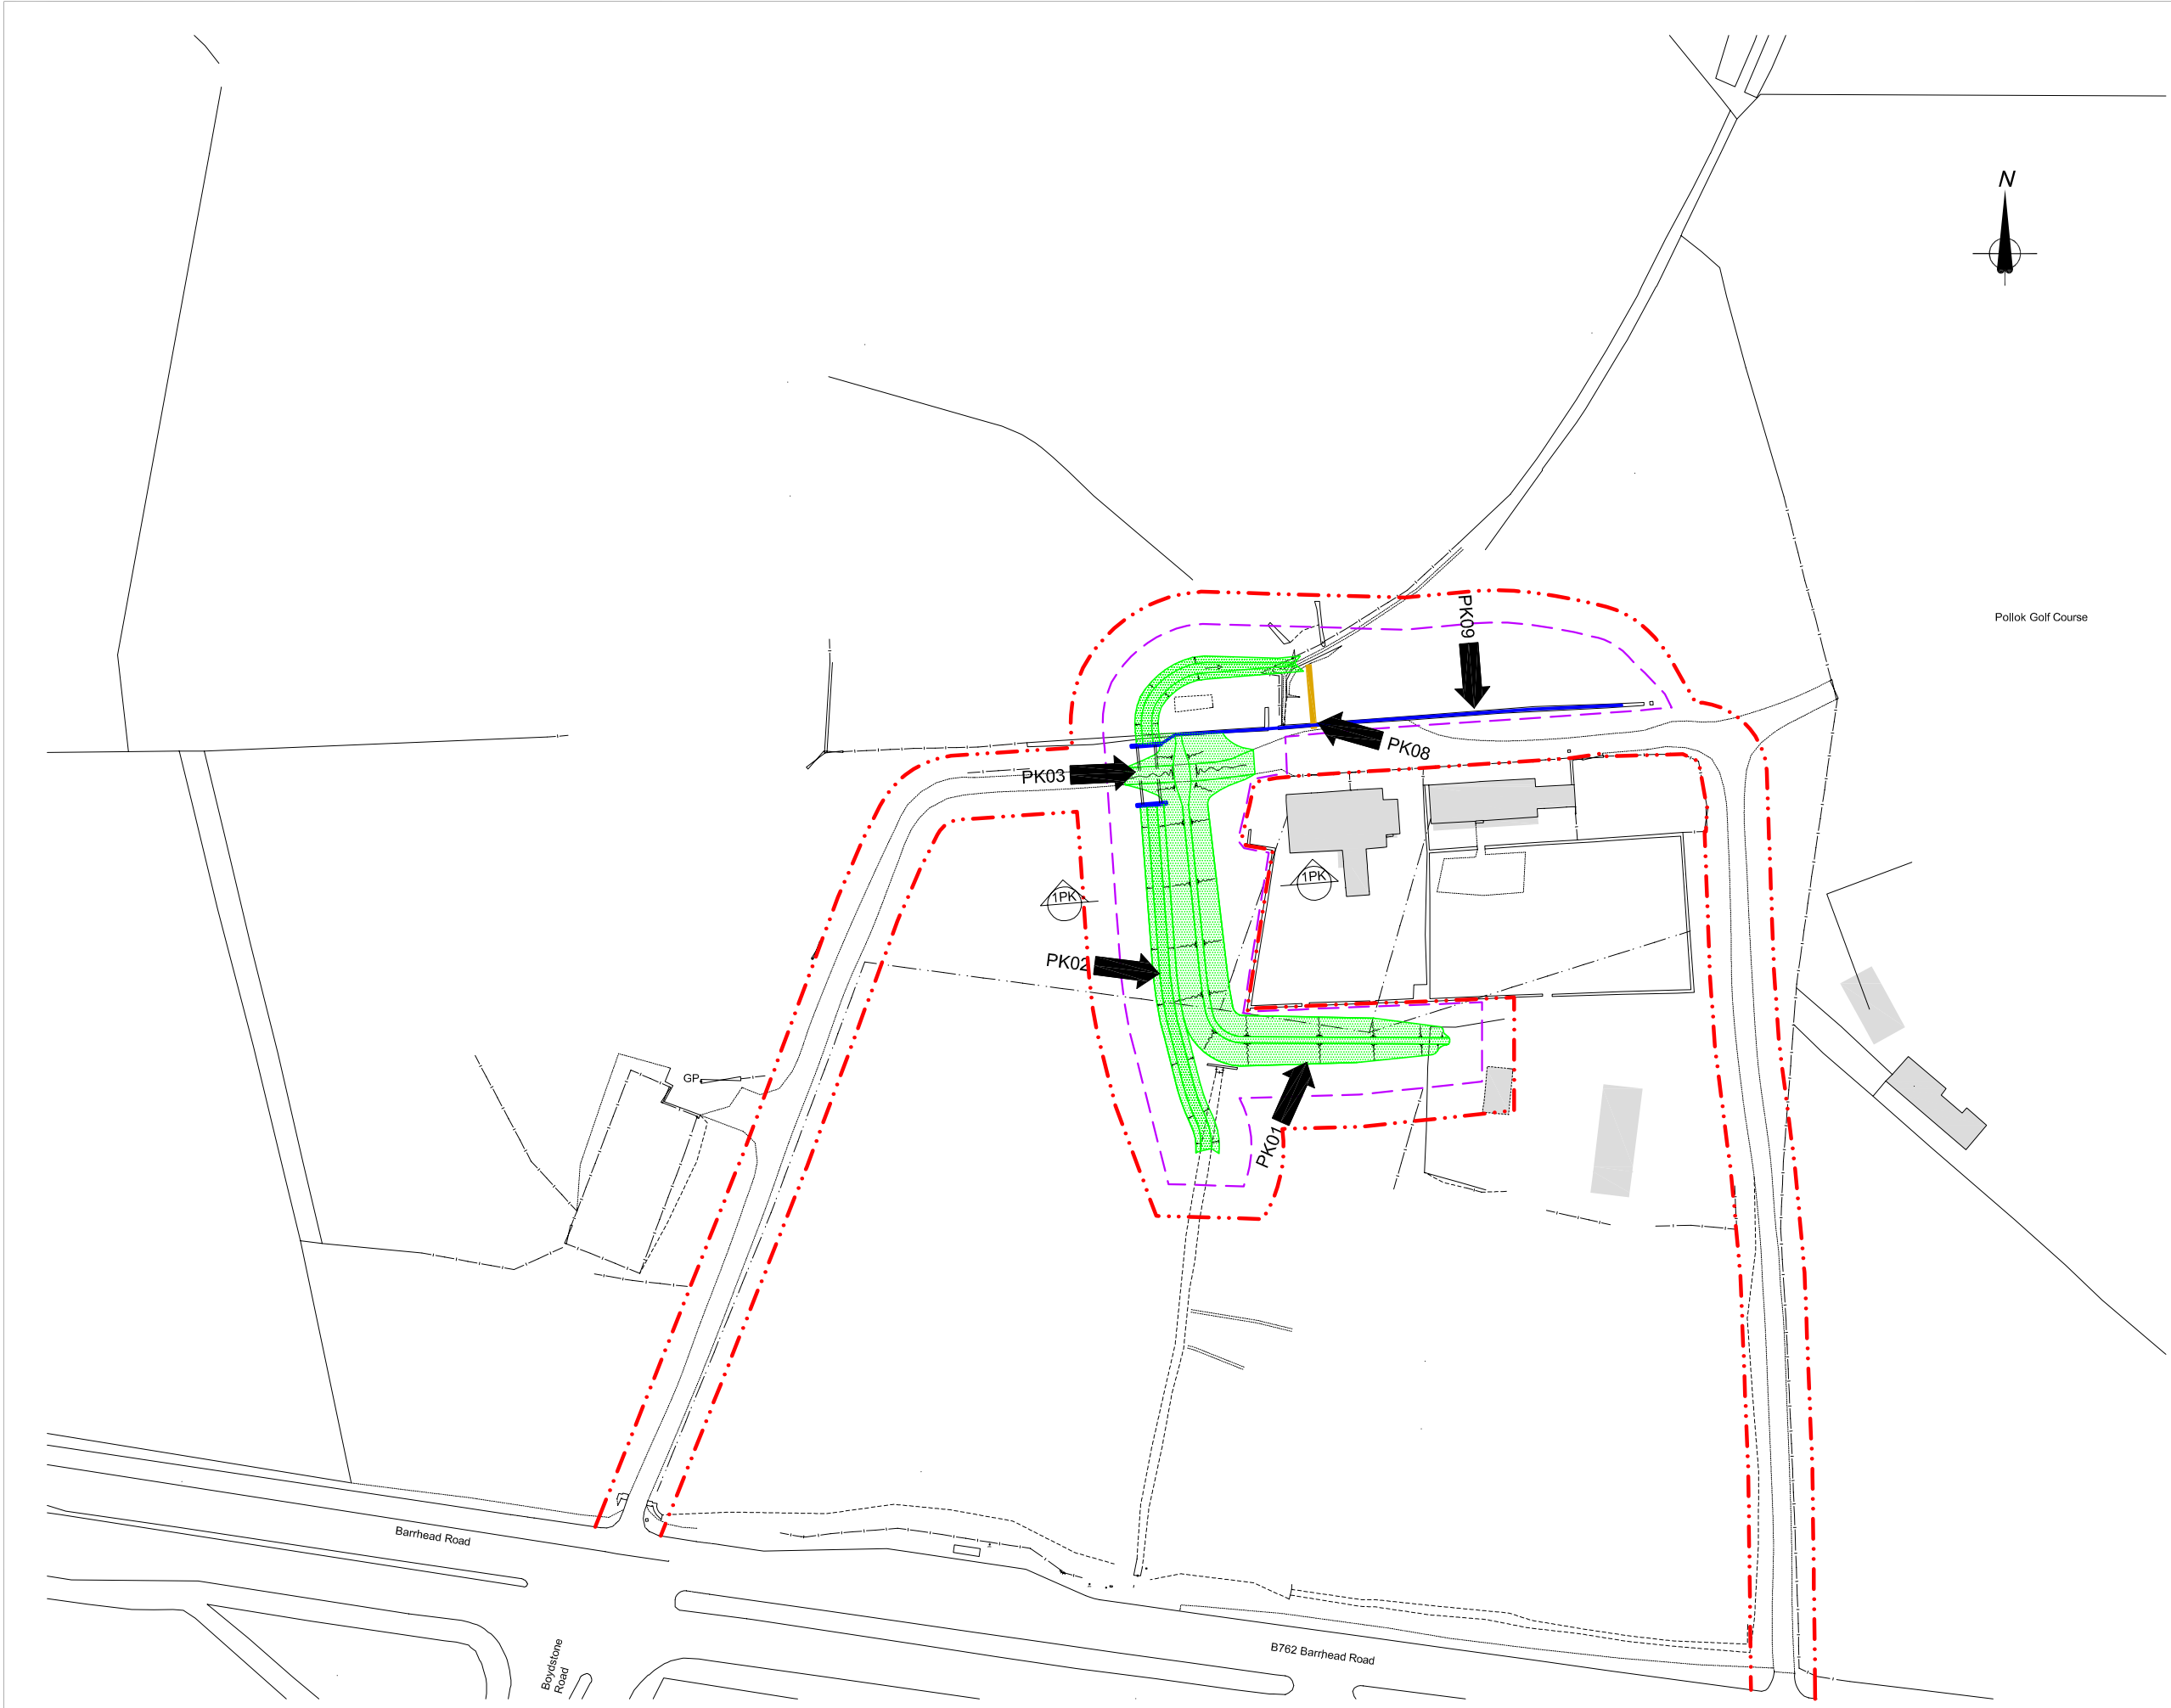 N
Pollok Golf Course
PK09
PK08
PK03
1PK
1PK
PK02
GP
PK01
Barrhead Road
B762 Barrhead Road
Boydstone
Road